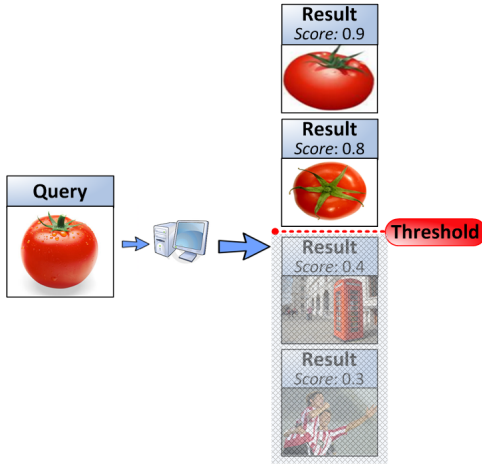 Query
Result
Score: 0.9
Result
Score: 0.8
Threshold
Result
Score: 0.4
Result
Score: 0.3